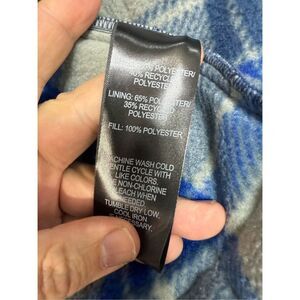 POLYESTER/
40% RECYCLED
POLYESTER
LINING: 65% POLYESTER/
35% RECYCLED
POLYESTER
FILL: 100% POLYESTER
MACHINE WASH COLD
GENTLE CYCLE WITH
LIKE COLORS.
NON-CHLORINE
BLEACH WHEN
NEEDED.
TUMBLE DRY LOW.
COOL IRON
NECESSARY.